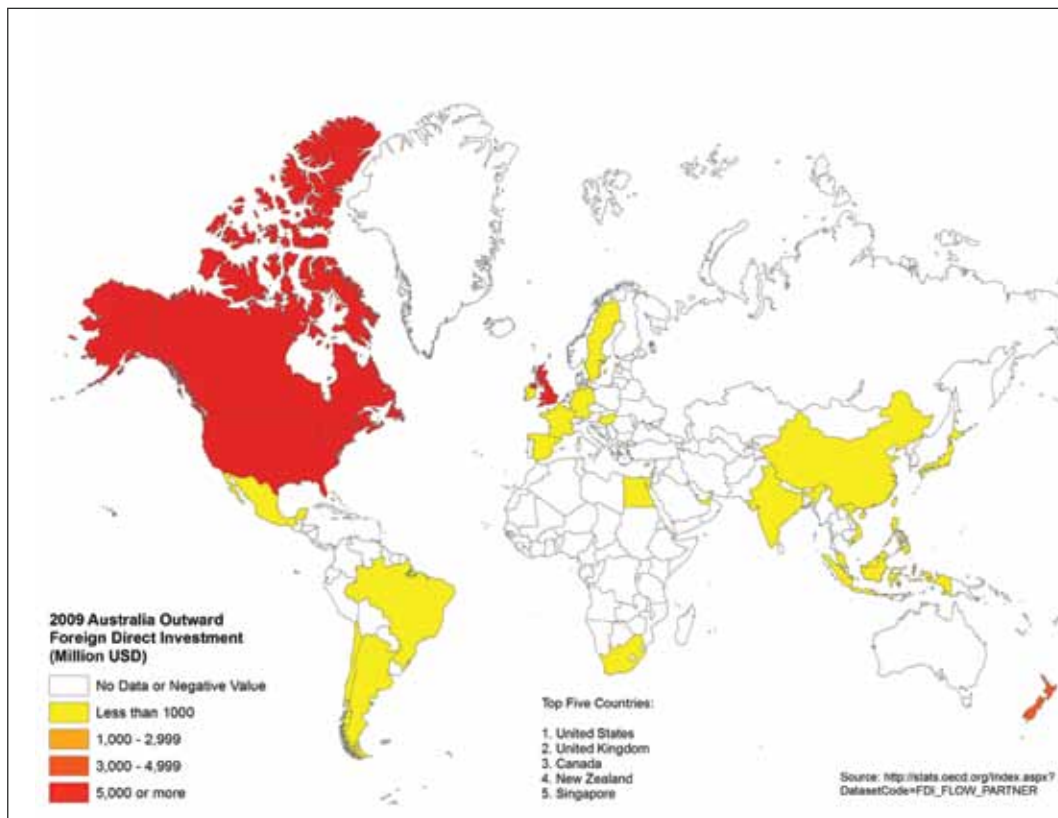 2009 Australia Outward
Foreign Direct Investment
(Million USD)
No Data or Negative Value
Less than 1000
1,000 - 2,999
3,000 - 4,999
5,000 or more
Top Five Countries:
1. United States
2. United Kingdom
3. Canada
4. New Zealand
5. Singapore
Source: http://stats.oecd.org/Index.aspx?
DatasetCode=FDI_FLOW_PARTNER